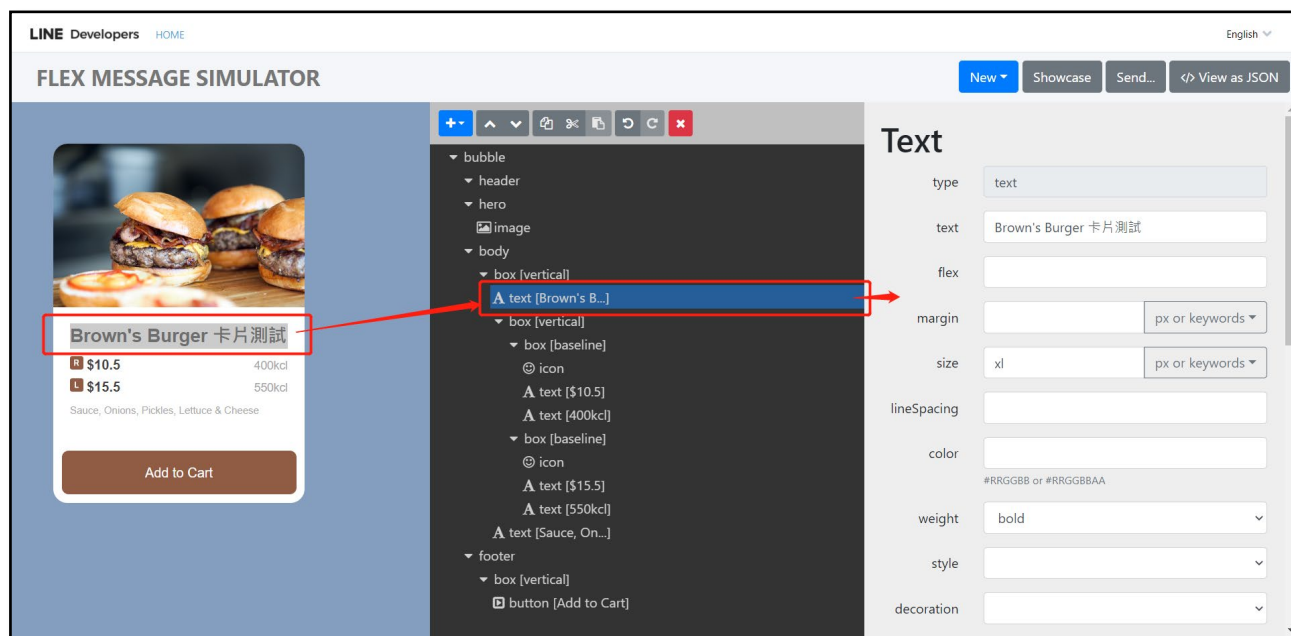 LINE Developers HOME English
FLEX MESSAGE SIMULATOR New Showcase Send... </> View as JSON
Brown's Burger 卡片測試
R $10.5 400kcl
L $15.5 550kcl
Sauce, Onions, Pickles, Lettuce & Cheese
Add to Cart
bubble
header
hero
image
body
box [vertical]
text [Brown's B...]
box [vertical]
box [baseline]
icon
text [$10.5]
text [400kcl]
box [baseline]
icon
text [$15.5]
text [550kcl]
text [Sauce, On...]
footer
box [vertical]
button [Add to Cart]
Text
type text
text Brown's Burger 卡片測試
flex
margin px or keywords
size xl px or keywords
lineSpacing
color
#RRGGBB or #RRGGBBAA
weight bold
style
decoration